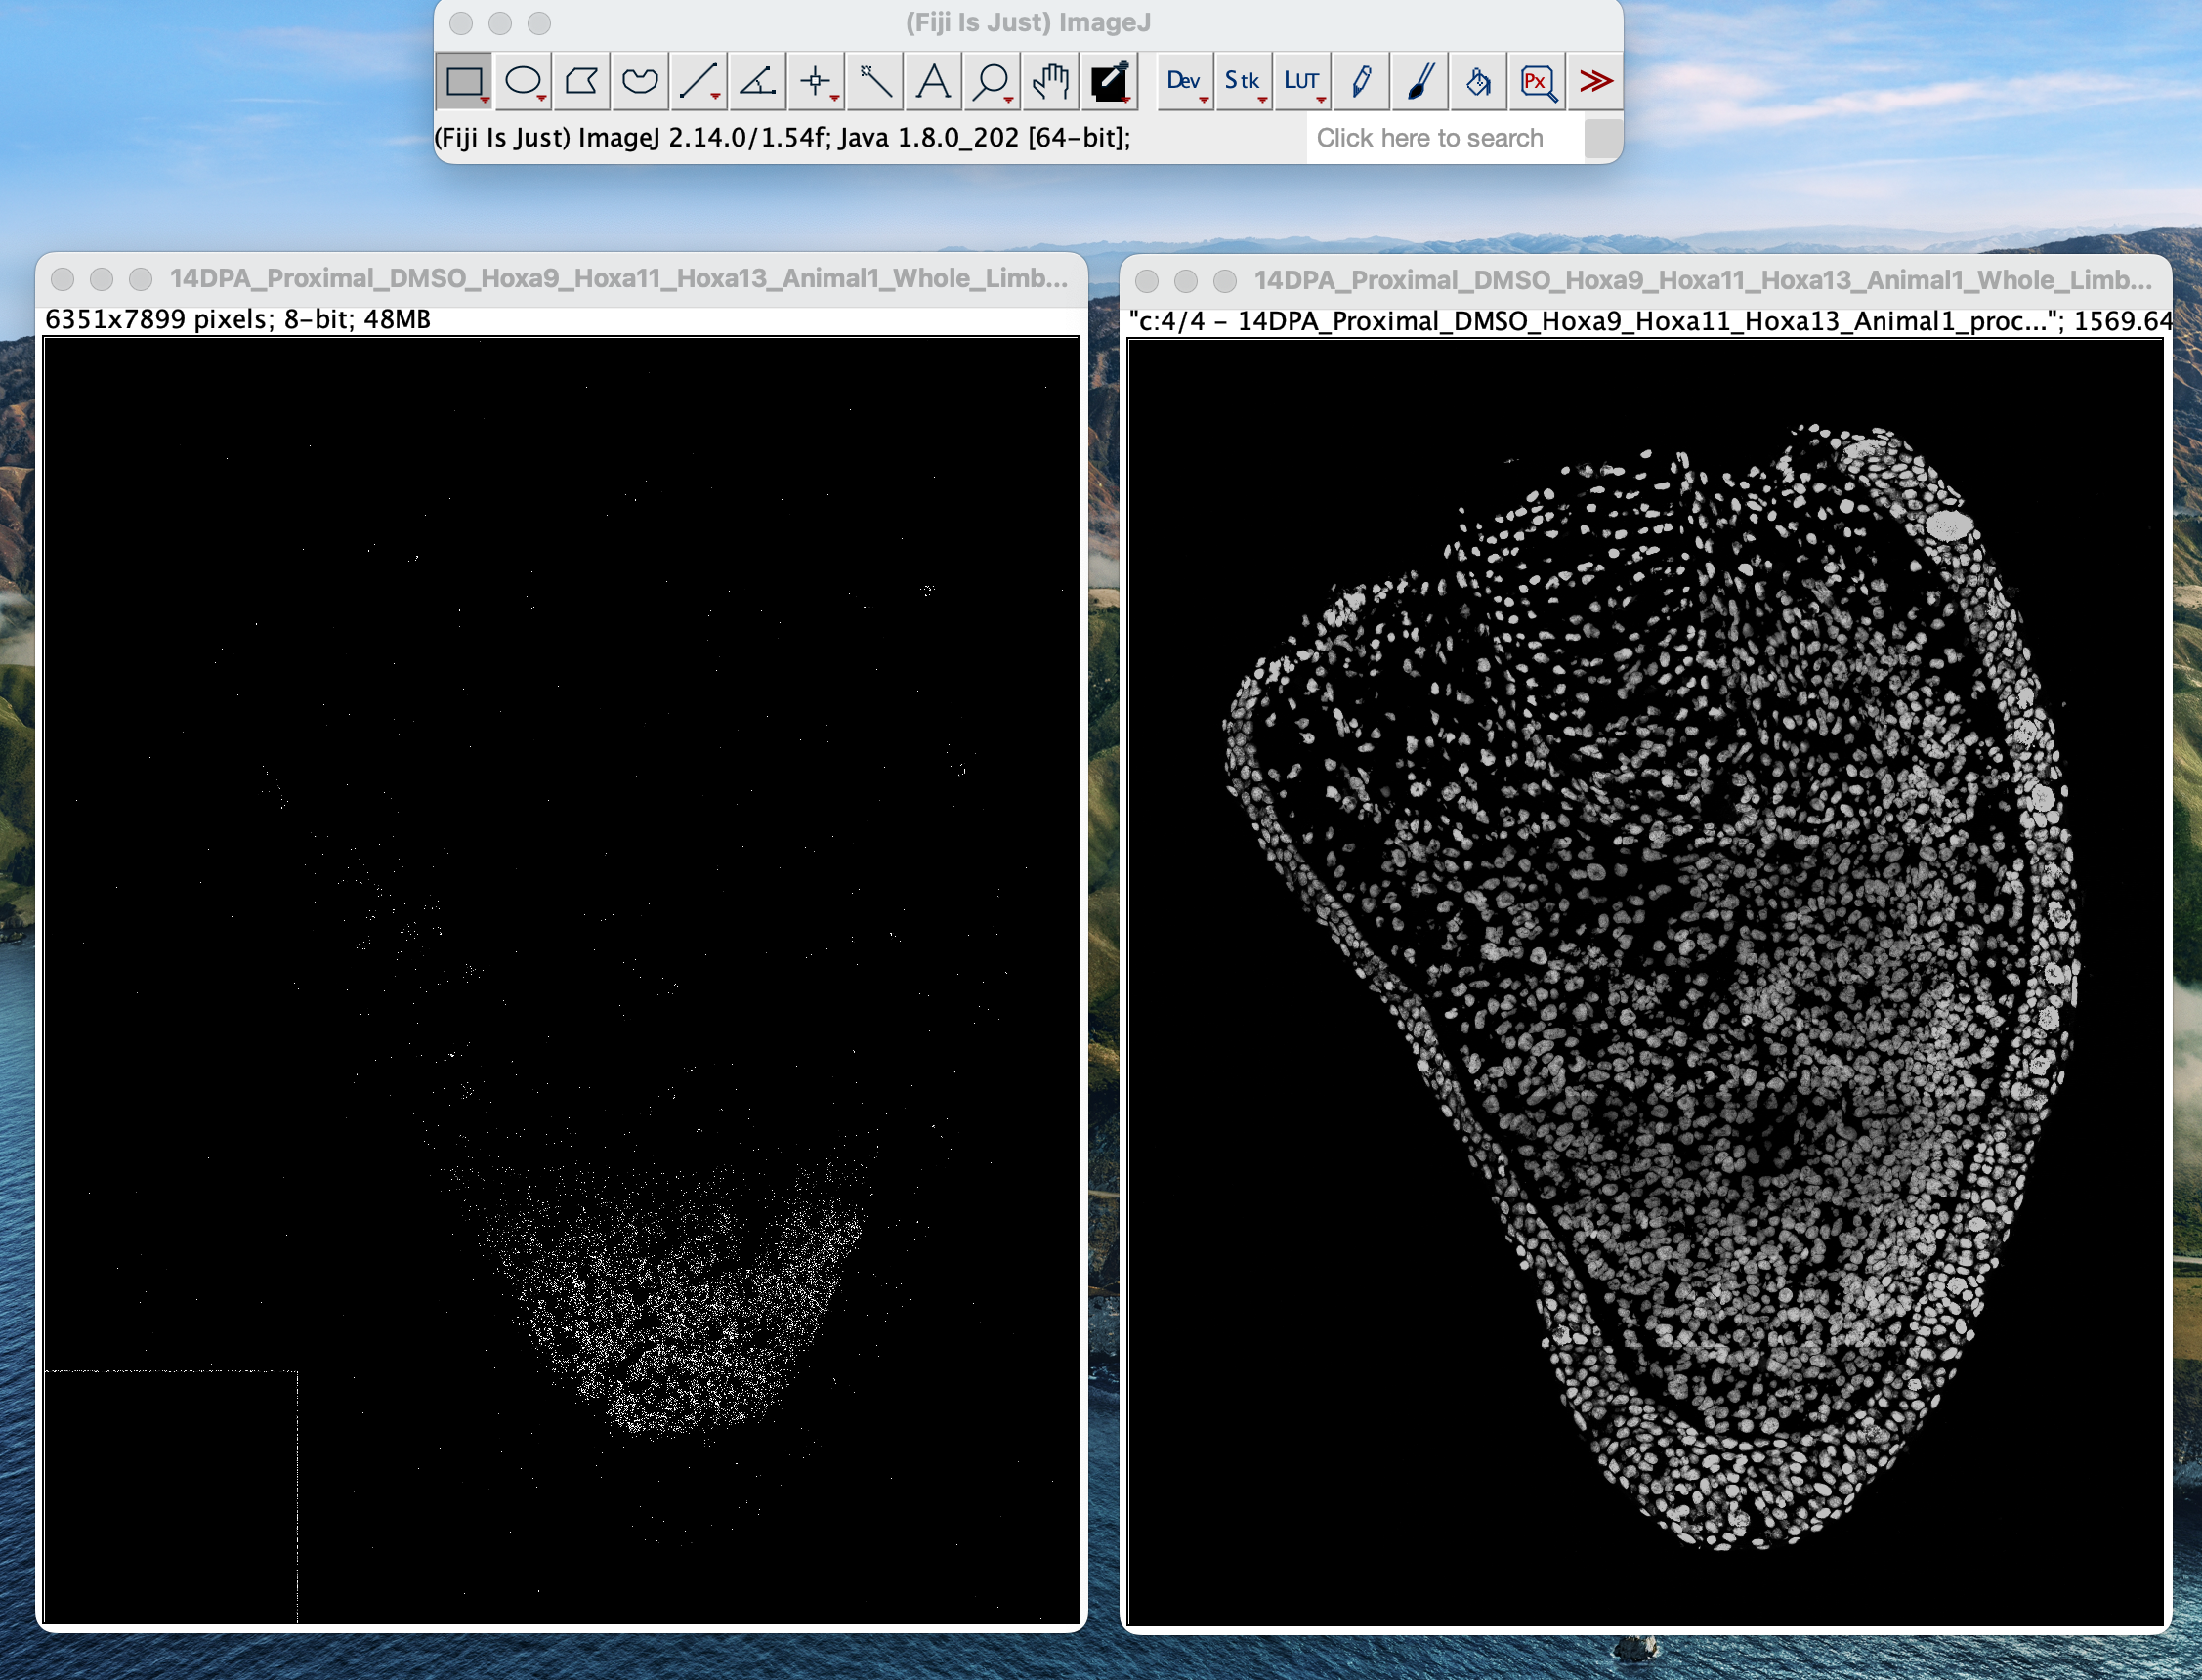 (Fiji Is Just) ImageJ
Dev Stk LUT Px
(Fiji Is Just) ImageJ 2.14.0/1.54f; Java 1.8.0_202 [64-bit];
Click here to search
14DPA_Proximal_DMSO_Hoxa9_Hoxa11_Hoxa13_Animal1_Whole_Limb...
6351x7899 pixels; 8-bit; 48MB
14DPA_Proximal_DMSO_Hoxa9_Hoxa11_Hoxa13_Animal1_Whole_Limb...
"c:4/4 - 14DPA_Proximal_DMSO_Hoxa9_Hoxa11_Hoxa13_Animal1_proc..."; 1569.64